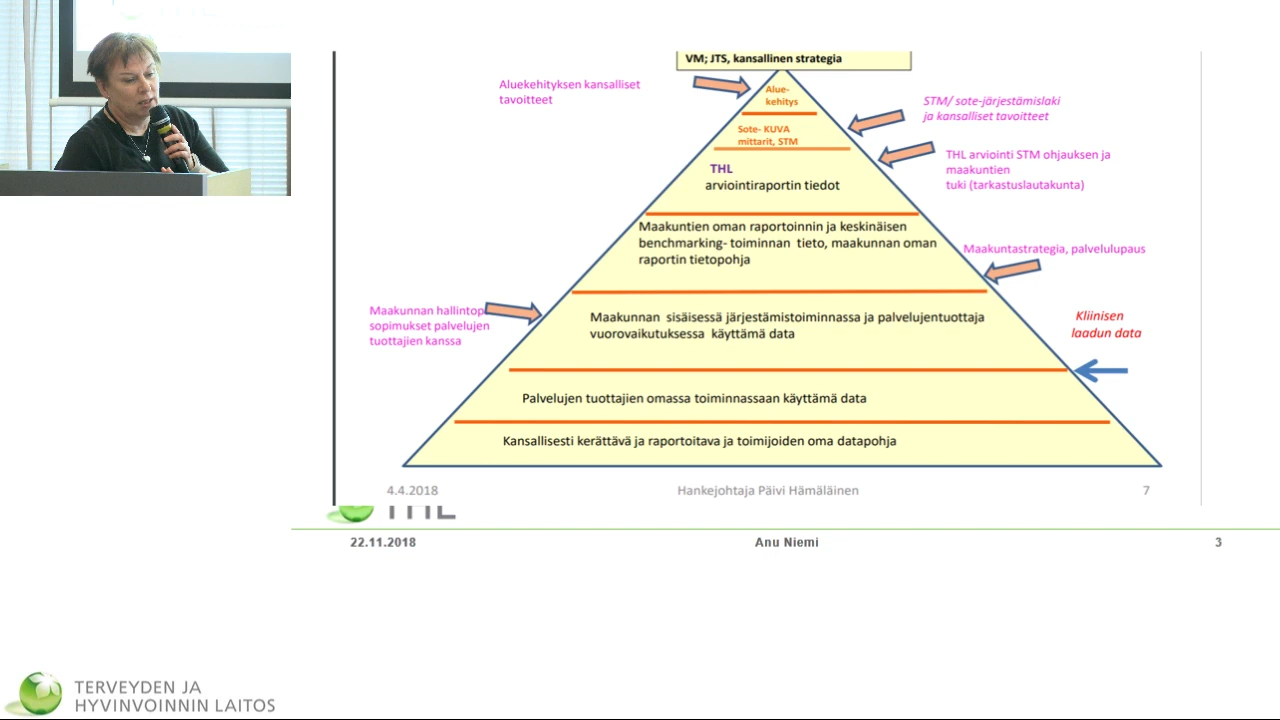 VM; JTS, kansallinen strategia
Aluekehityksen kansalliset
tavoitteet
Alue-
kehitys
STM/ sote-järjestämislaki
ja kansalliset tavoitteet
Sote- KUVA
mittarit, STM
THL arviointi STM ohjauksen ja
maakuntien
tuki (tarkastuslautakunta)
THL
arviointiraportin tiedot
Maakuntien oman raportoinnin ja keskinäisen
benchmarking- toiminnan tieto, maakunnan oman
raportin tietopohja
Maakuntastrategia, palvelulupaus
Maakunnan hallintop
sopimukset palvelujen
tuottajien kanssa
Maakunnan sisäisessä järjestämistoiminnassa ja palvelujentuottaja
vuorovaikutuksessa käyttämä data
Kliinisen
laadun data
Palvelujen tuottajien omassa toiminnassaan käyttämä data
Kansallisesti kerättävä ja raportoitava ja toimijoiden oma datapohja
4.4.2018 Hankejohtaja Päivi Hämäläinen 7
THL
22.11.2018 Anu Niemi 3
TERVEYDEN JA
HYVINVOINNIN LAITOS